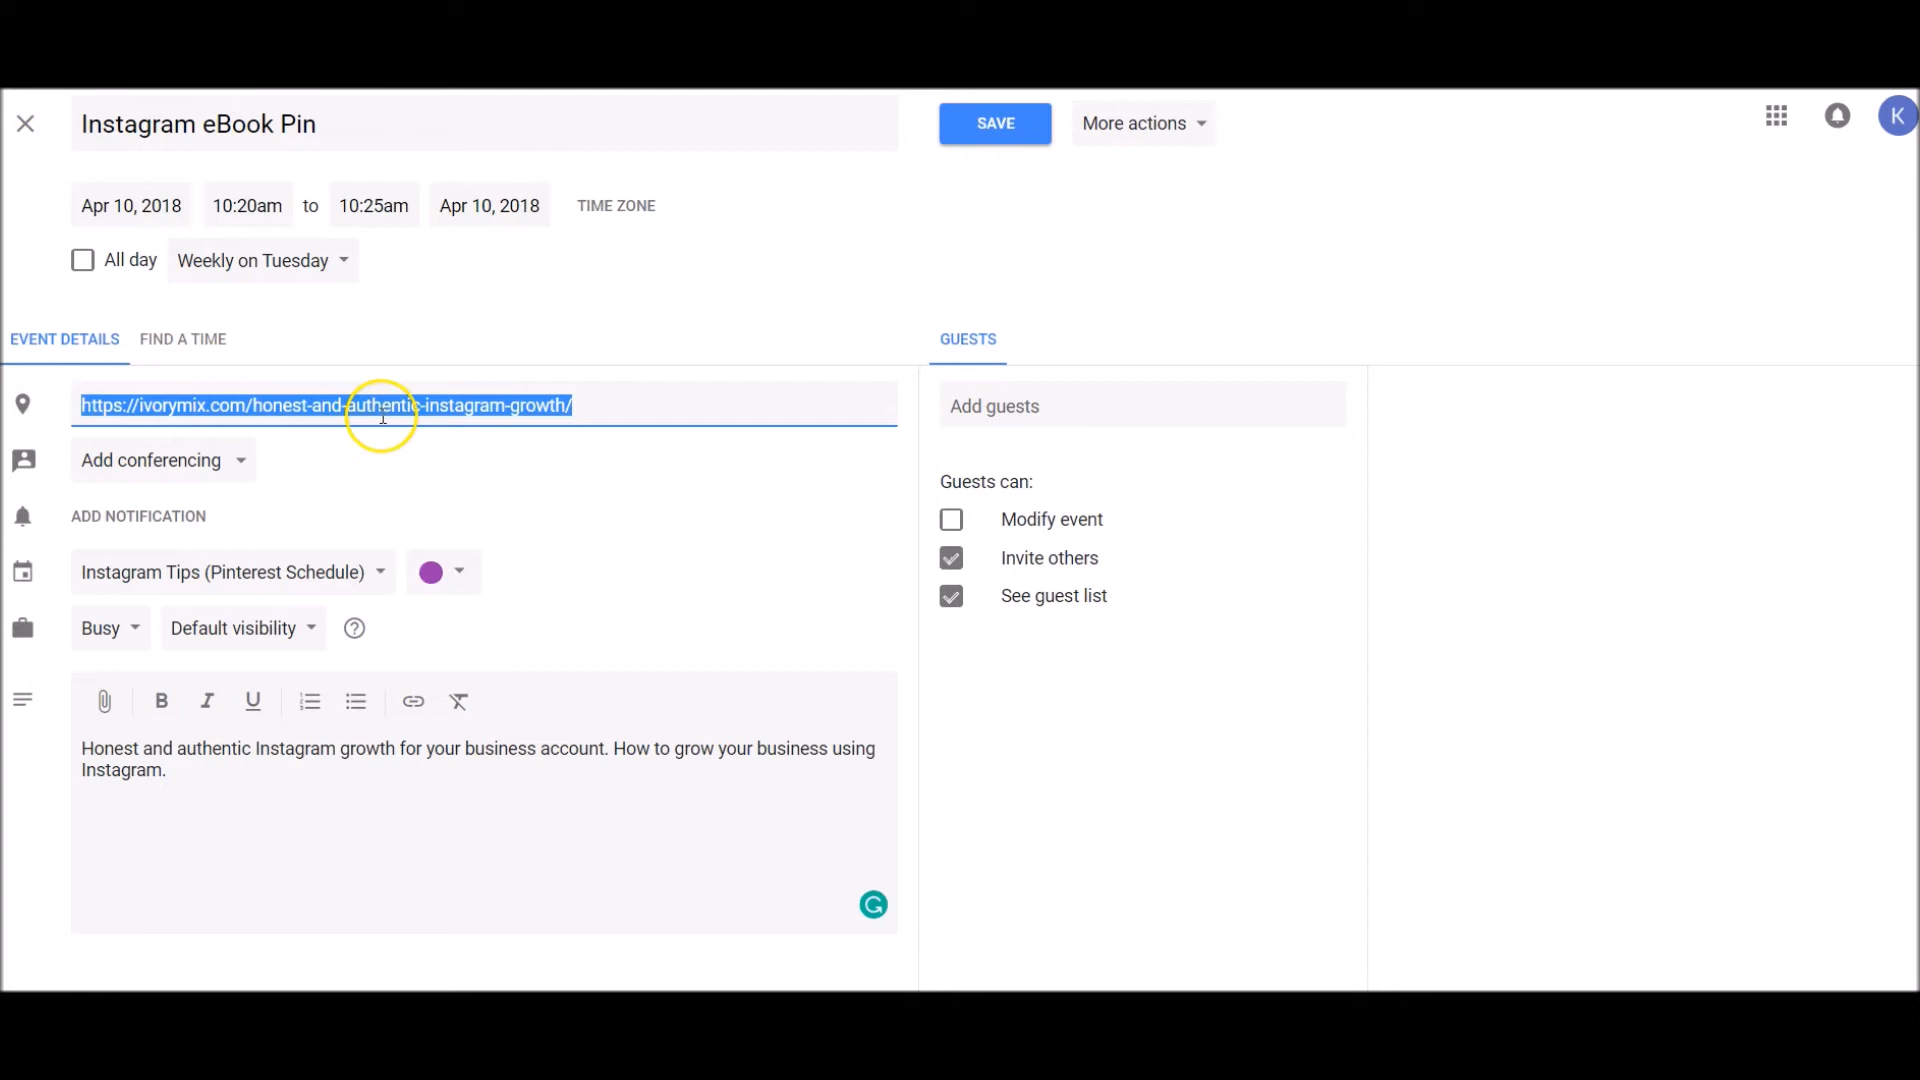 Instagram eBook Pin
SAVE
More actions
K
Apr 10, 2018 10:20am to 10:25am Apr 10, 2018 TIME ZONE
All day Weekly on Tuesday
EVENT DETAILS FIND A TIME
GUESTS
https://ivorymix.com/honest-and-authentic-instagram-growth/
Add guests
Add conferencing
Guests can:
ADD NOTIFICATION
Modify event
Invite others
Instagram Tips (Pinterest Schedule)
See guest list
Busy Default visibility
B I U
Honest and authentic Instagram growth for your business account. How to grow your business using
Instagram.